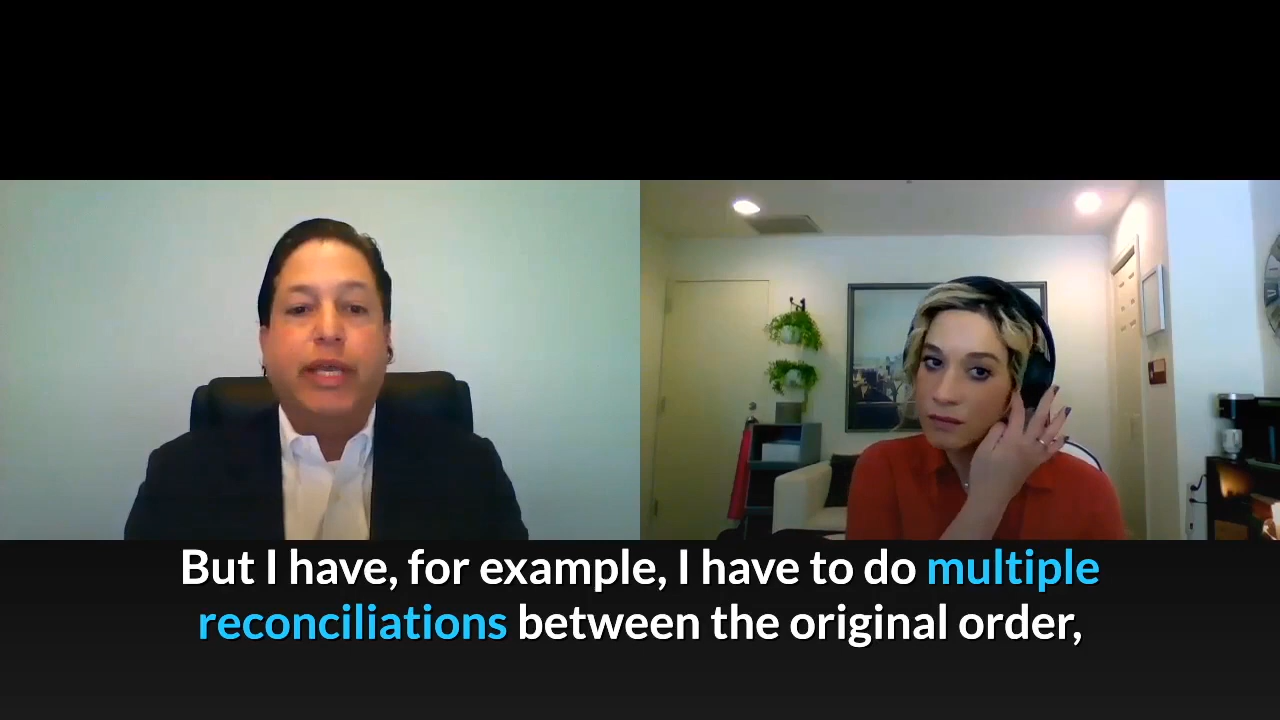 But I have, for example, I have to do multiple
reconciliations between the original order,